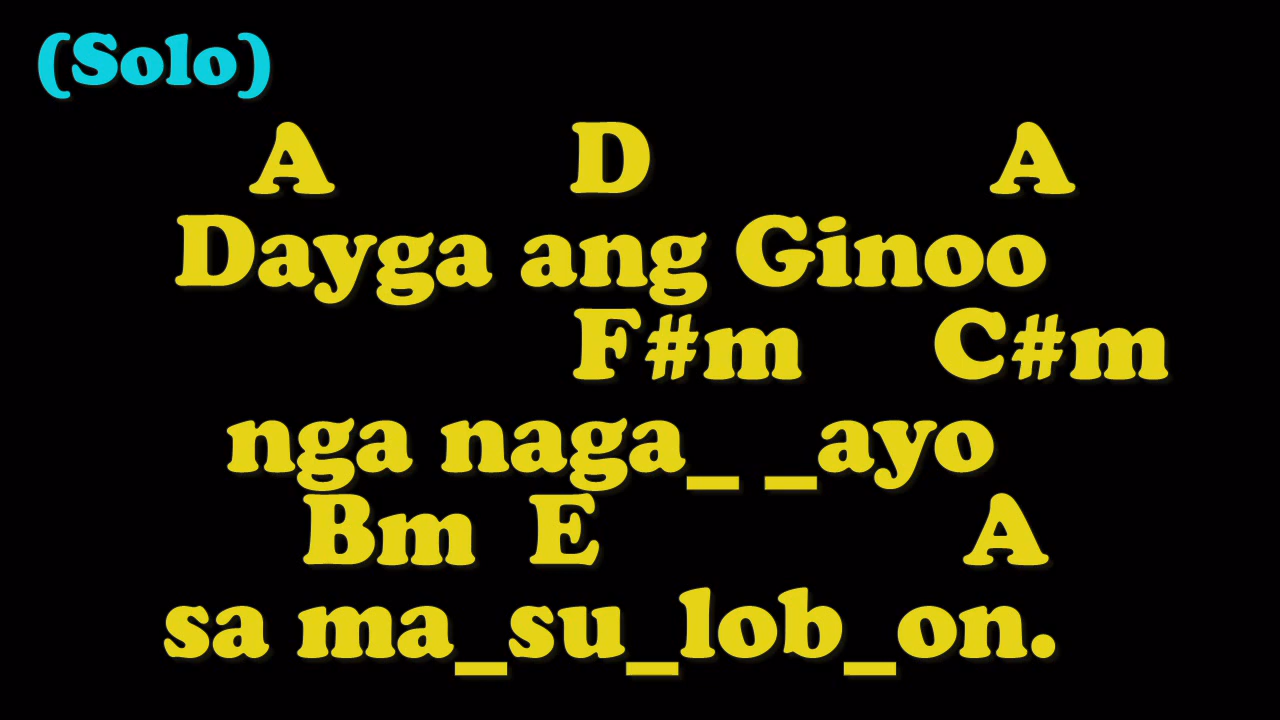 (Solo)
A D A
Dayga ang Ginoo
F#m C#m
nga naga_ _ayo
Bm E A
sa ma_su_lob_on.